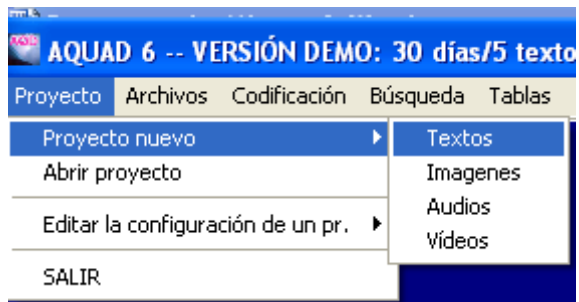 AQUAD 6 -- VERSIÓN DEMO: 30 días/5 texto
Proyecto Archivos Codificación Búsqueda Tablas
Proyecto nuevo
Textos
Abrir proyecto
Imagenes
Audios
Editar la configuración de un pr.
Vídeos
SALIR